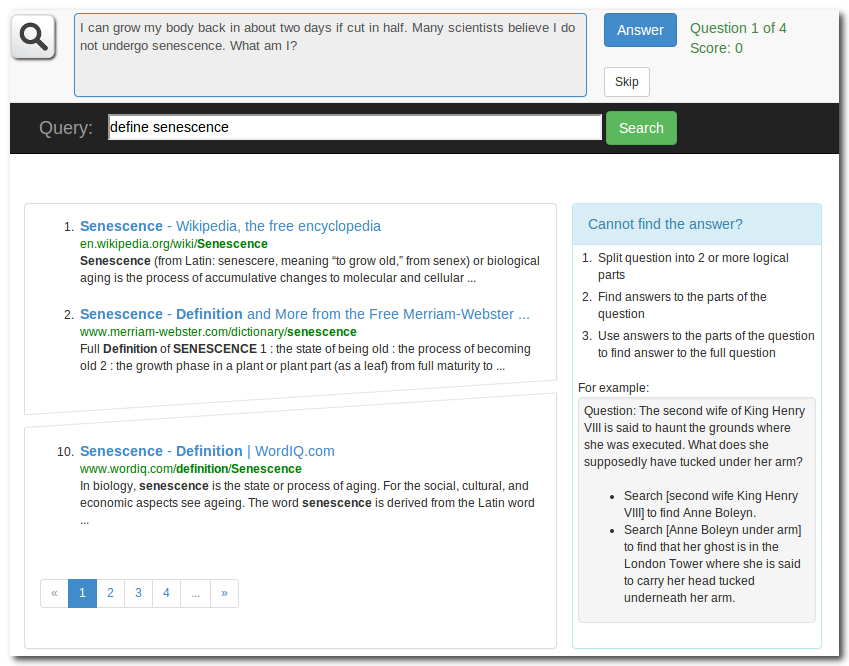 I can grow my body back in about two days if cut in half. Many scientists believe I do
not undergo senescence. What am I?
Answer
Question 1 of 4
Score: 0
Skip
Query:
define senescence
Search
1. Senescence - Wikipedia, the free encyclopedia
en.wikipedia.org/wiki/Senescence
Senescence (from Latin: senescere, meaning “to grow old,” from senex) or biological
aging is the process of accumulative changes to molecular and cellular ...
2. Senescence - Definition and More from the Free Merriam-Webster ...
www.merriam-webster.com/dictionary/senescence
Full Definition of SENESCENCE 1 : the state of being old : the process of becoming
old 2 : the growth phase in a plant or plant part (as a leaf) from full maturity to ...
10. Senescence - Definition | WordIQ.com
www.wordiq.com/definition/Senescence
In biology, senescence is the state or process of aging. For the social, cultural, and
economic aspects see ageing. The word senescence is derived from the Latin word
...
« 1 2 3 4 ... »
Cannot find the answer?
1. Split question into 2 or more logical
parts
2. Find answers to the parts of the
question
3. Use answers to the parts of the question
to find answer to the full question
For example:
Question: The second wife of King Henry
VIII is said to haunt the grounds where
she was executed. What does she
supposedly have tucked under her arm?
• Search [second wife King Henry
VIII] to find Anne Boleyn.
• Search [Anne Boleyn under arm]
to find that her ghost is in the
London Tower where she is said
to carry her head tucked
underneath her arm.